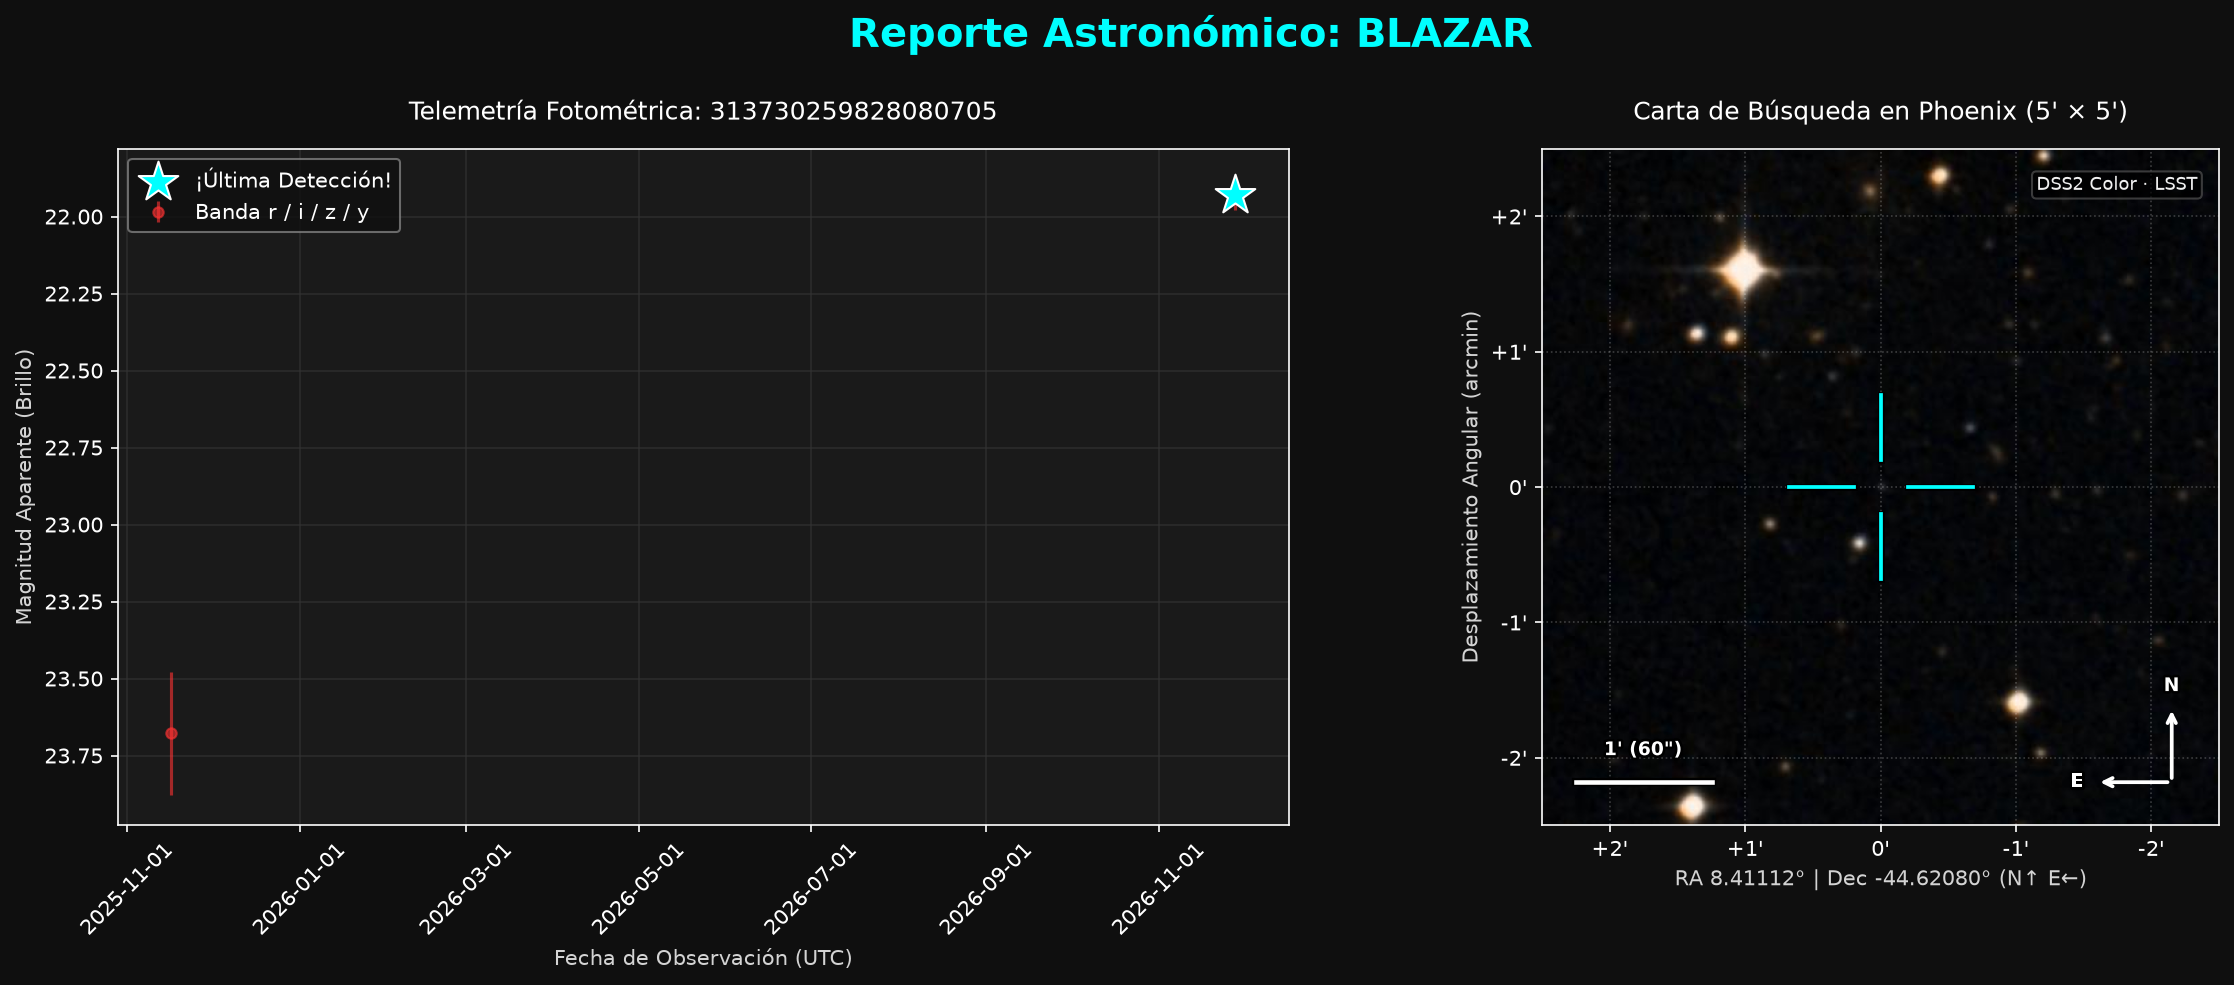 Reporte Astronómico: BLAZAR
Telemetría Fotométrica: 313730259828080705
¡Última Detección!
Banda r / i / z / y
Magnitud Aparente (Brillo)
22.00
22.25
22.50
22.75
23.00
23.25
23.50
23.75
2025-11-01
2026-01-01
2026-03-01
2026-05-01
2026-07-01
2026-09-01
2026-11-01
Fecha de Observación (UTC)
Carta de Búsqueda en Phoenix (5' × 5')
DSS2 Color · LSST
Desplazamiento Angular (arcmin)
+2'
+1'
0'
-1'
-2'
N
E
1' (60")
+2'
+1'
0'
-1'
-2'
RA 8.41112° | Dec -44.62080° (N↑ E←)